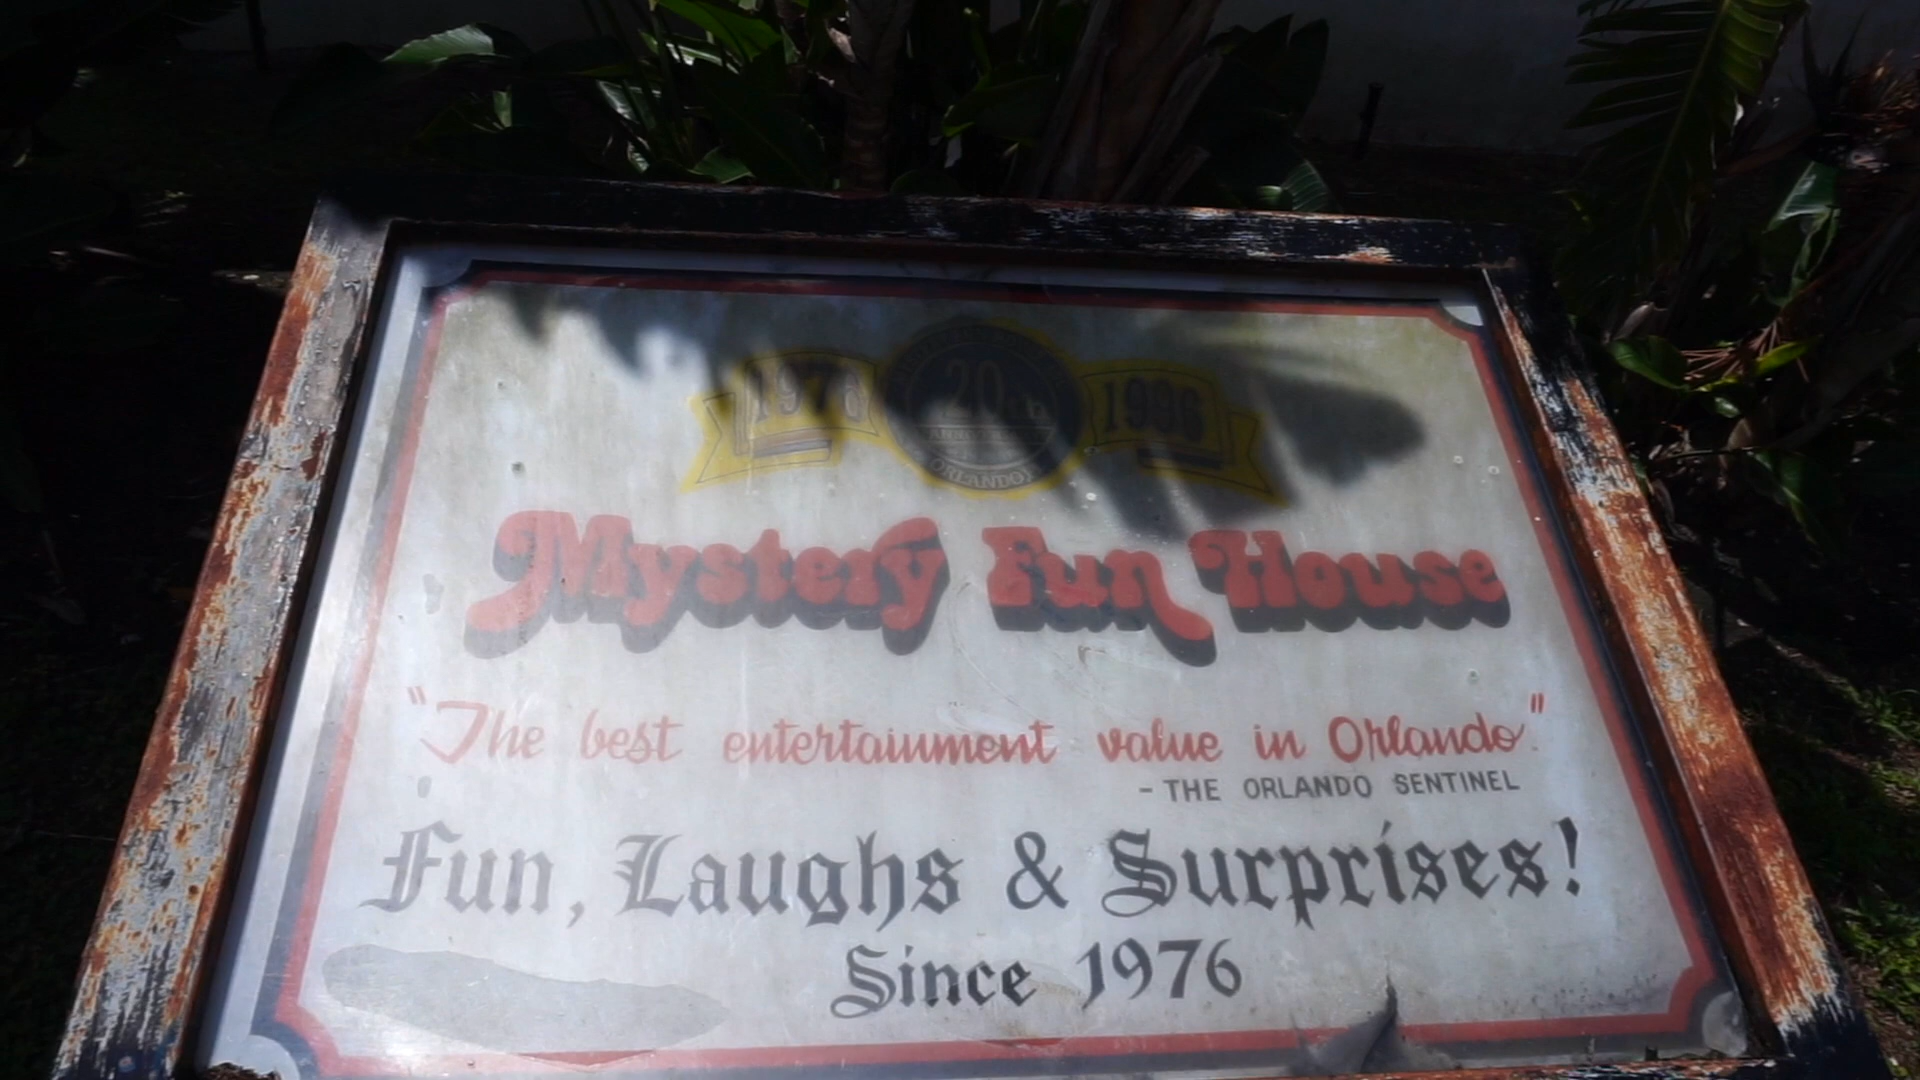 1976 20th 1996
ORLANDO
Mystery Fun House
"The best entertainment value in Orlando"
- THE ORLANDO SENTINEL
Fun, Laughs & Surprises!
Since 1976